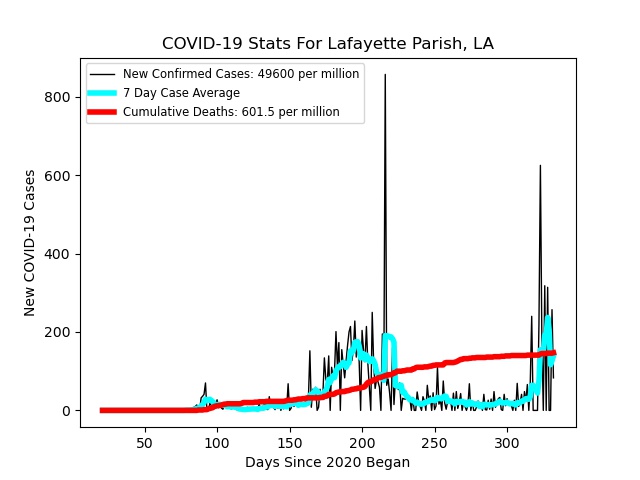 COVID-19 Stats For Lafayette Parish, LA
New Confirmed Cases: 49600 per million
7 Day Case Average
Cumulative Deaths: 601.5 per million
New COVID-19 Cases
800
600
400
200
0
50 100 150 200 250 300
Days Since 2020 Began